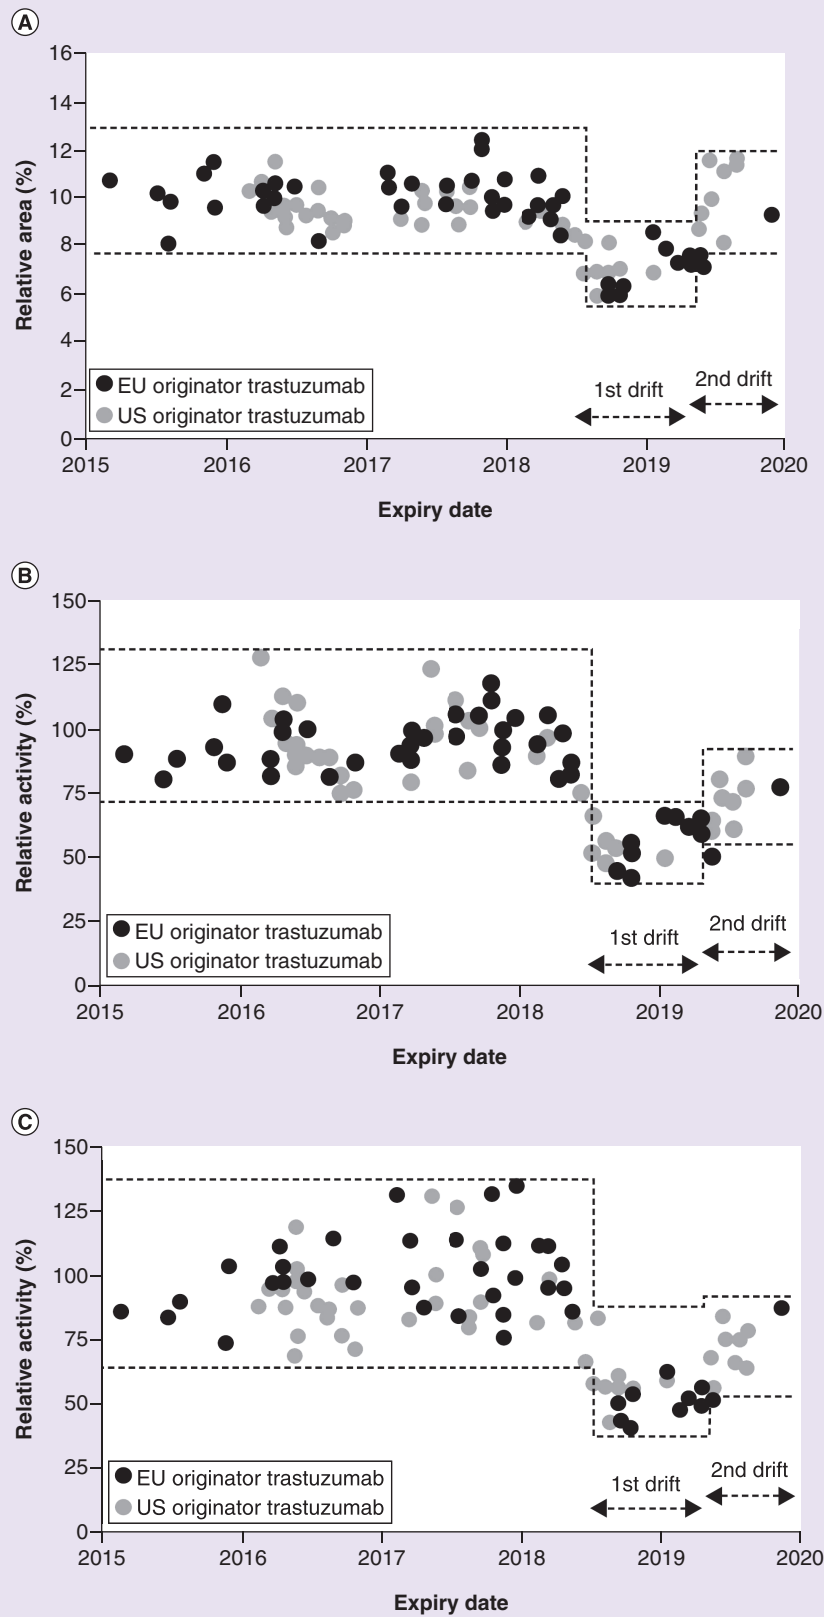 A
16
14
12
10
8
6
4
2
0
Relative area (%)
EU originator trastuzumab
US originator trastuzumab
1st drift
2nd drift
2015 2016 2017 2018 2019 2020
Expiry date
B
150
125
100
75
50
25
0
Relative activity (%)
EU originator trastuzumab
US originator trastuzumab
1st drift
2nd drift
2015 2016 2017 2018 2019 2020
Expiry date
C
150
125
100
75
50
25
0
Relative activity (%)
EU originator trastuzumab
US originator trastuzumab
1st drift
2nd drift
2015 2016 2017 2018 2019 2020
Expiry date